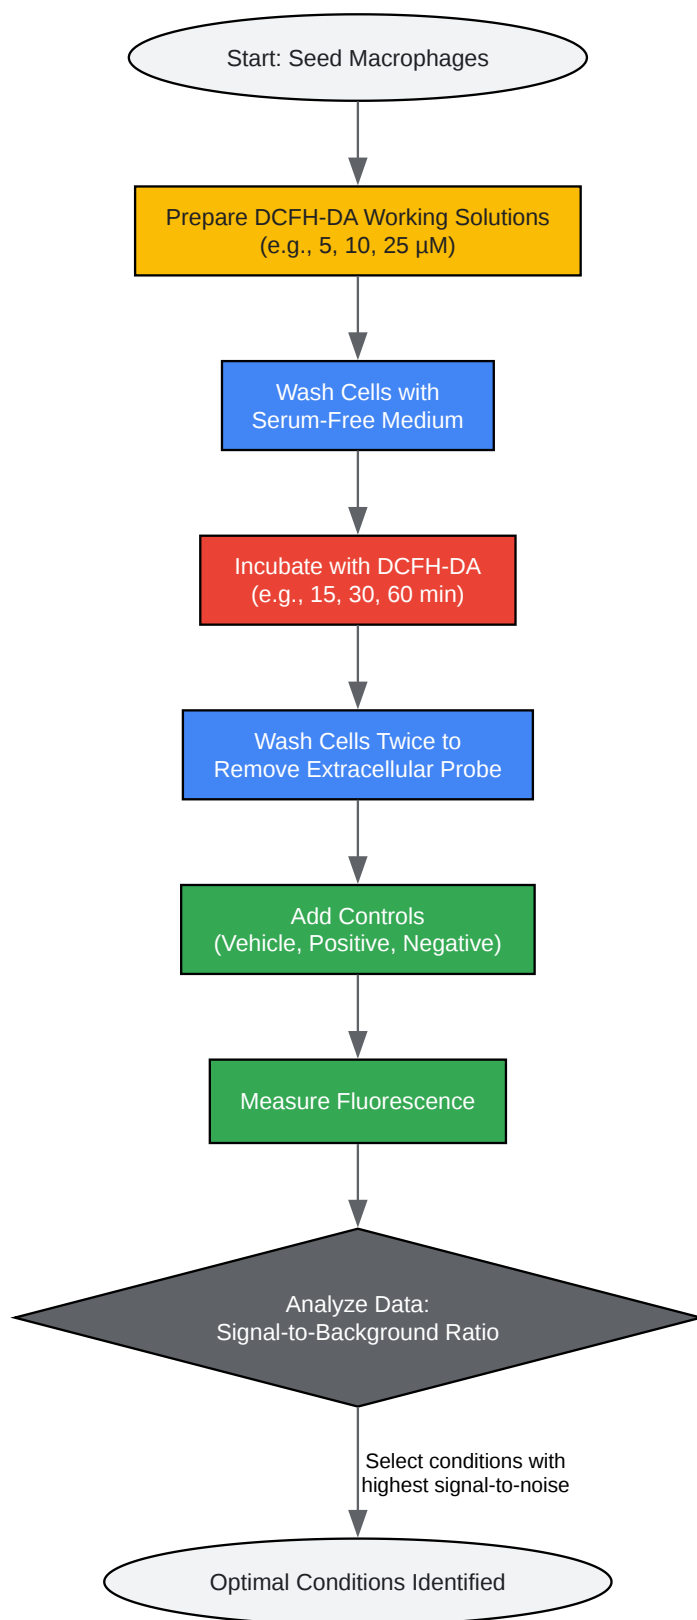 Start: Seed Macrophages
Prepare DCFH-DA Working Solutions
(e.g., 5, 10, 25 µM)
Wash Cells with
Serum-Free Medium
Incubate with DCFH-DA
(e.g., 15, 30, 60 min)
Wash Cells Twice to
Remove Extracellular Probe
Add Controls
(Vehicle, Positive, Negative)
Measure Fluorescence
Analyze Data:
Signal-to-Background Ratio
Select conditions with
highest signal-to-noise
Optimal Conditions Identified